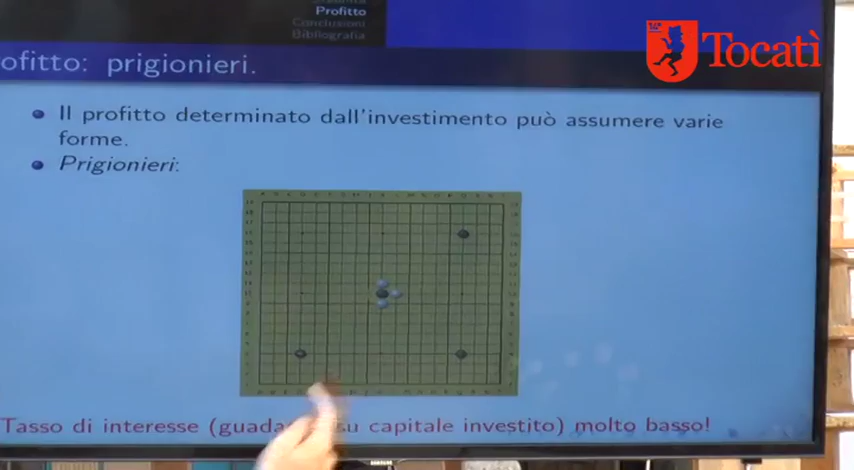 Profitto
Conclusioni
Bibliografia
Tocatì
ofitto: prigionieri.
Il profitto determinato dall'investimento può assumere varie
forme.
Prigionieri:
Tasso di interesse (guada su capitale investito) molto basso!
SAMSUNG